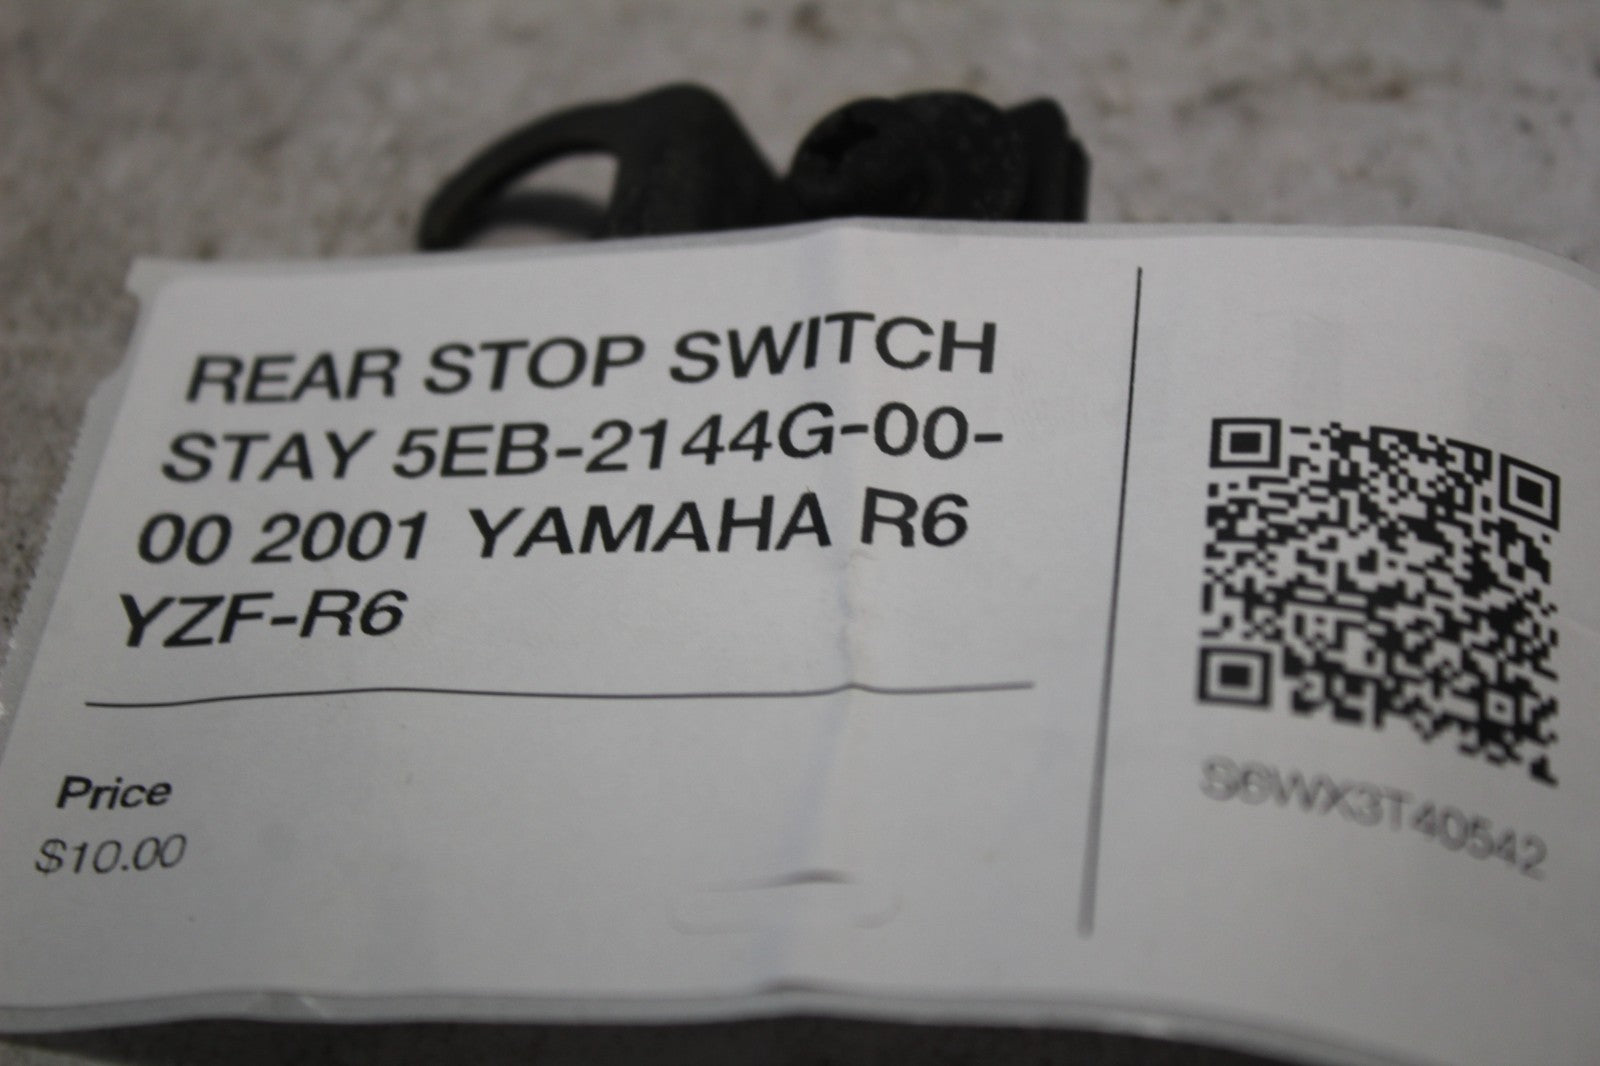 REAR STOP SWITCH
STAY 5EB-2144G-00-
00 2001 YAMAHA R6
YZF-R6
Price
$10.00
S6WX3T40542